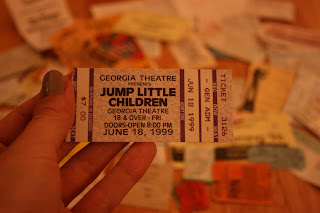 $7.00
GEORGIA THEATRE
PRESENTS
JUMP LITTLE
CHILDREN
GEORGIA THEATRE
18 & OVER - FRI
DOORS-OPEN 8:00 PM
JUNE 18, 1999
JUN 18 1999
GEN ADM -
TICKET 3126